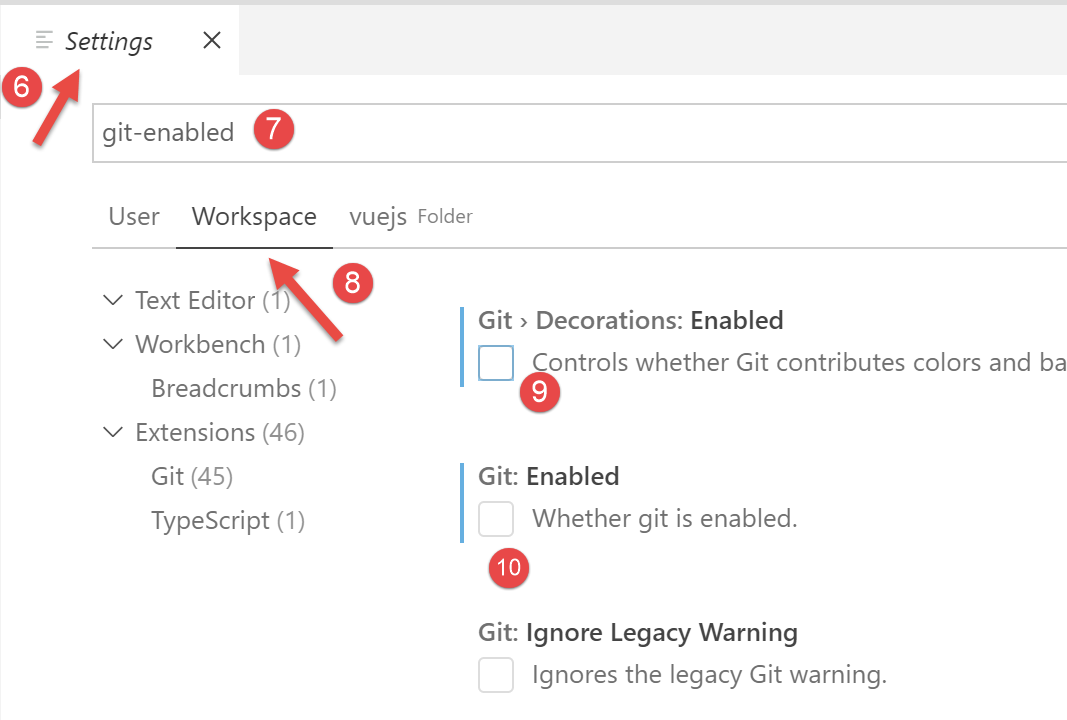 Settings
6
git-enabled 7
User Workspace vuejs Folder
8
Text Editor (1)
Workbench (1)
Breadcrumbs (1)
Extensions (46)
Git (45)
TypeScript (1)
Git › Decorations: Enabled
Controls whether Git contributes colors and ba
9
Git: Enabled
Whether git is enabled.
10
Git: Ignore Legacy Warning
Ignores the legacy Git warning.